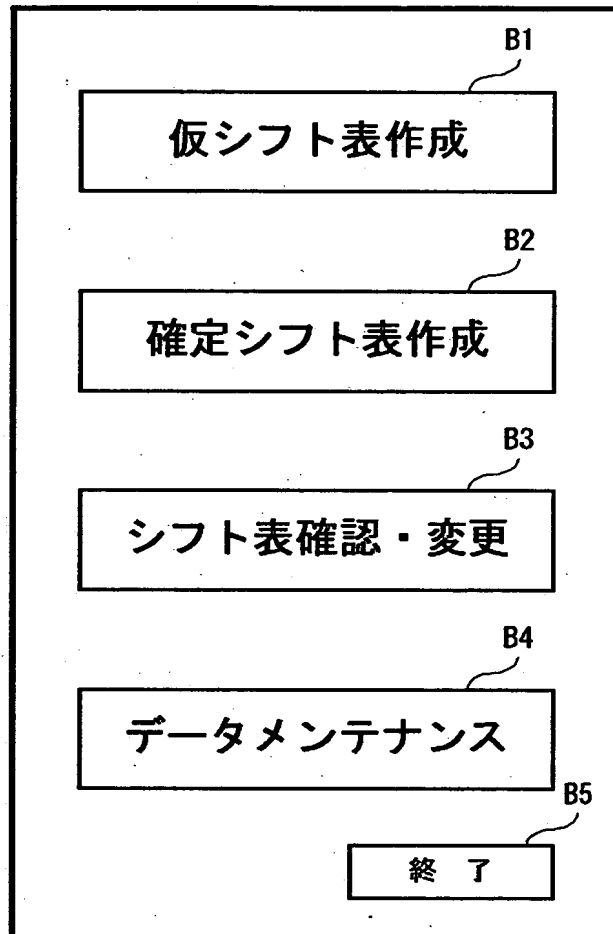 B1
仮シフト表作成
B2
確定シフト表作成
B3
シフト表確認・変更
B4
データメンテナンス
B5
終 了